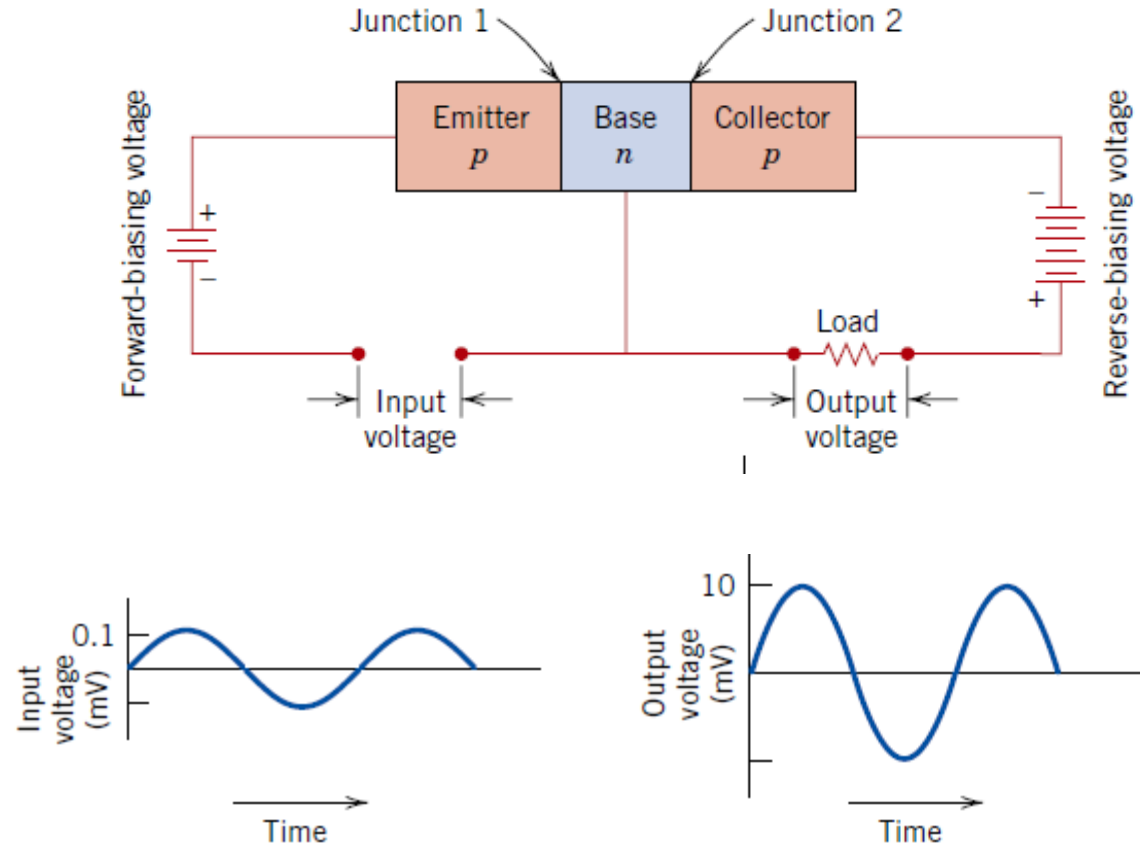 Junction 1
Junction 2
Emitter
p
Base
n
Collector
p
Forward-biasing voltage
+
–
Reverse-biasing voltage
–
+
Load
Input
voltage
Output
voltage
Input
voltage
(mV)
0.1
Time
Output
voltage
(mV)
10
Time